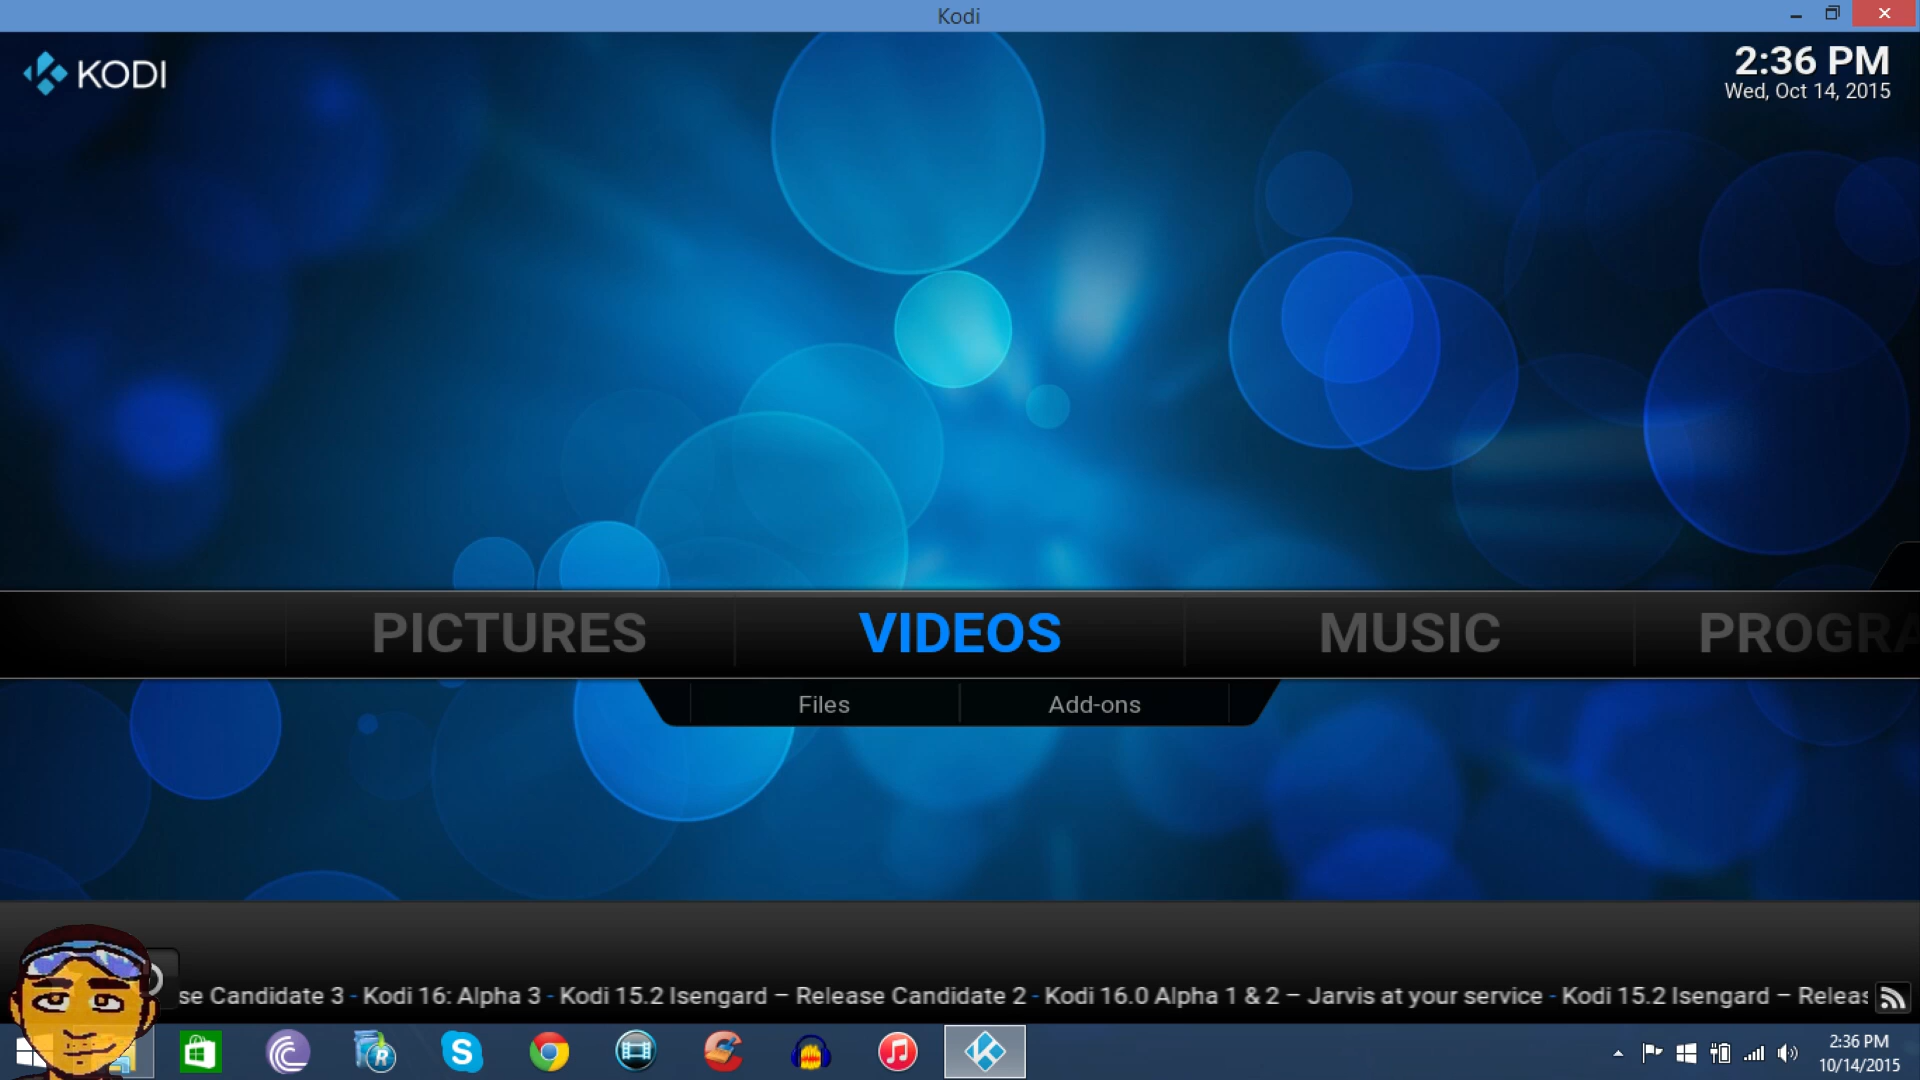 Kodi
KODI
2:36 PM
Wed, Oct 14, 2015
PICTURES VIDEOS MUSIC PROGRA
Files Add-ons
se Candidate 3 - Kodi 16: Alpha 3 - Kodi 15.2 Isengard – Release Candidate 2 - Kodi 16.0 Alpha 1 & 2 – Jarvis at your service - Kodi 15.2 Isengard – Releas
R S
2:36 PM
10/14/2015